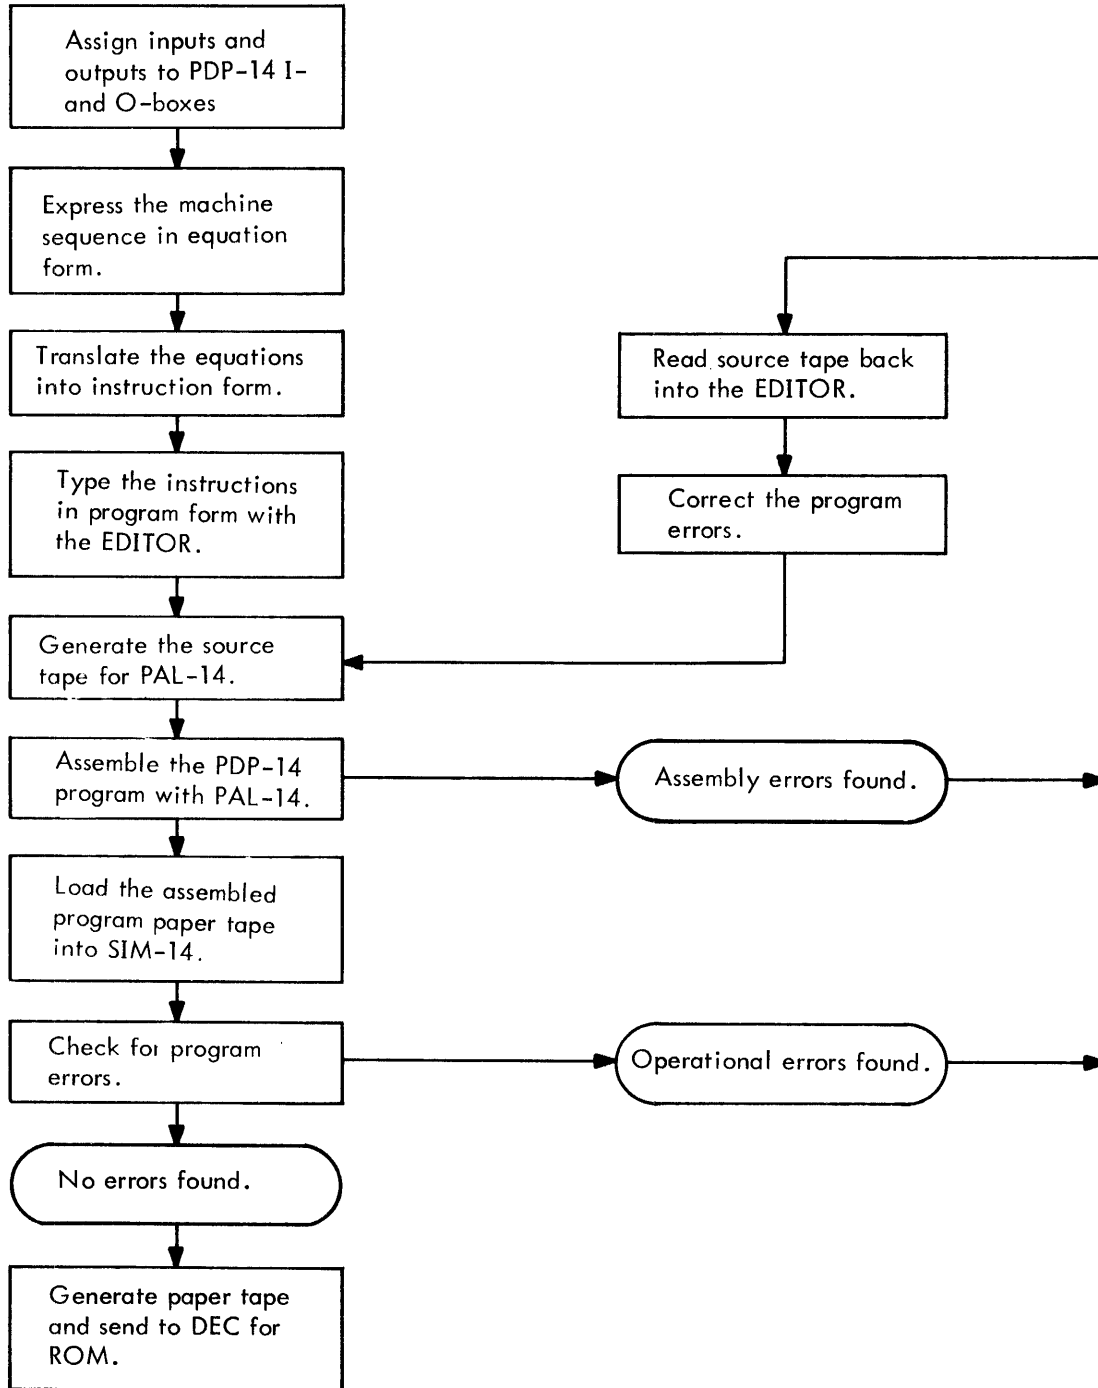 Assign inputs and
outputs to PDP-14 I-
and O-boxes
Express the machine
sequence in equation
form.
Translate the equations
into instruction form.
Type the instructions
in program form with
the EDITOR.
Generate the source
tape for PAL-14.
Assemble the PDP-14
program with PAL-14.
Load the assembled
program paper tape
into SIM-14.
Check for program
errors.
No errors found.
Generate paper tape
and send to DEC for
ROM.
Read source tape back
into the EDITOR.
Correct the program
errors.
Assembly errors found.
Operational errors found.